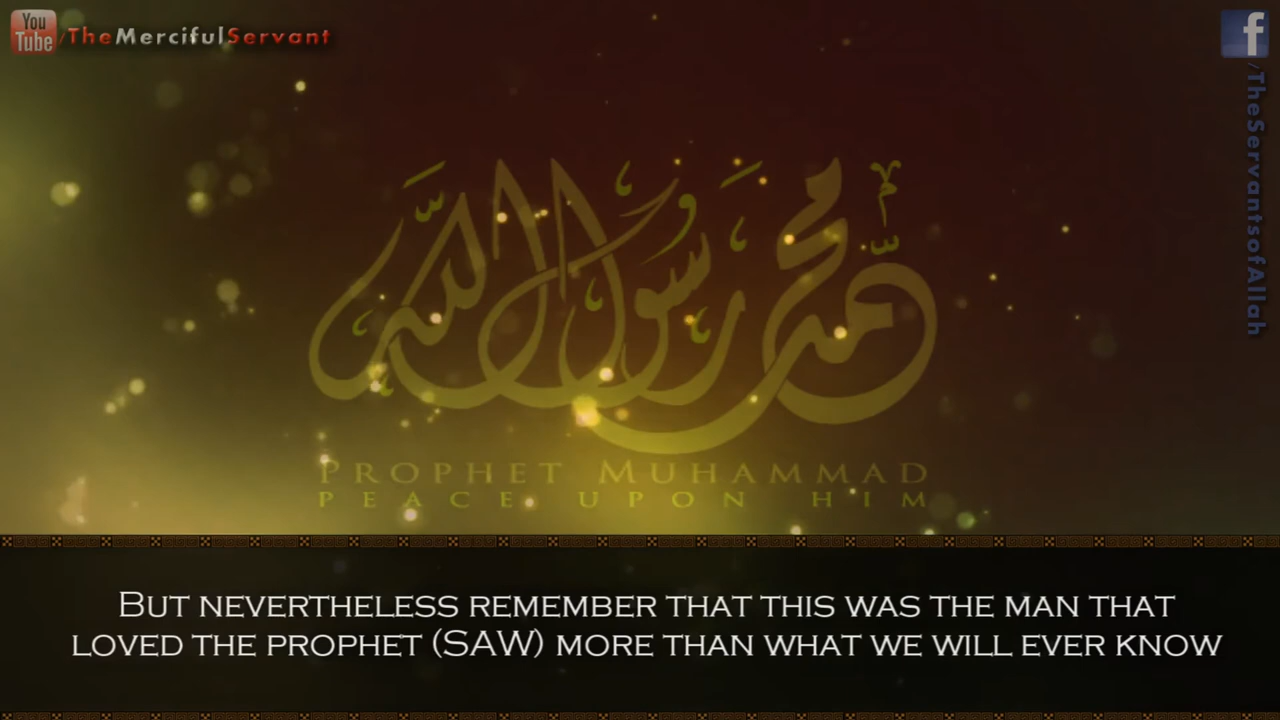 You
Tube
/TheMercifulServant
f
/TheServantsofAllah
محمد رسول الله
PROPHET MUHAMMAD
PEACE UPON HIM
BUT NEVERTHELESS REMEMBER THAT THIS WAS THE MAN THAT
LOVED THE PROPHET (SAW) MORE THAN WHAT WE WILL EVER KNOW